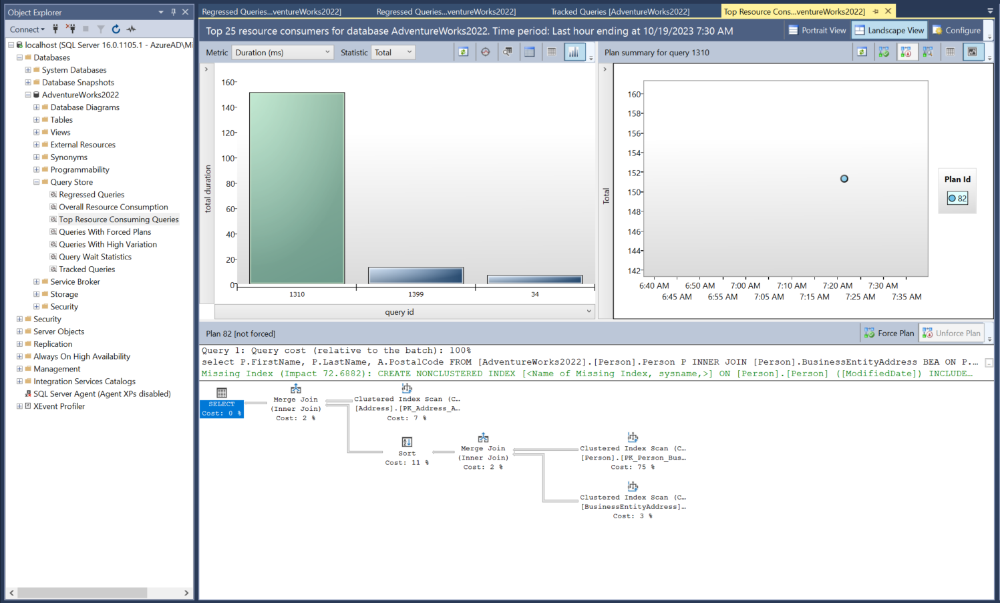 Object Explorer
Connect
localhost (SQL Server 16.0.1105.1 - AzureAD\Mi
Databases
System Databases
Database Snapshots
AdventureWorks2022
Database Diagrams
Tables
Views
External Resources
Synonyms
Programmability
Query Store
Regressed Queries
Overall Resource Consumption
Top Resource Consuming Queries
Queries With Forced Plans
Queries With High Variation
Query Wait Statistics
Tracked Queries
Service Broker
Storage
Security
Security
Server Objects
Replication
Always On High Availability
Management
Integration Services Catalogs
SQL Server Agent (Agent XPs disabled)
XEvent Profiler
Regressed Queries...ventureWorks2022]
Regressed Queries...ventureWorks2022]
Tracked Queries [AdventureWorks2022]
Top Resource Cons...ventureWorks2022]
Top 25 resource consumers for database AdventureWorks2022. Time period: Last hour ending at 10/19/2023 7:30 AM
Portrait View
Landscape View
Configure
Metric
Duration (ms)
Statistic
Total
total duration
160
140
120
100
80
60
40
20
0
1310
1399
34
query id
Plan summary for query 1310
Total
160
158
156
154
152
150
148
146
144
142
6:40 AM
6:50 AM
7:00 AM
7:10 AM
7:20 AM
7:30 AM
6:45 AM
6:55 AM
7:05 AM
7:15 AM
7:25 AM
7:35 AM
Plan Id
82
Plan 82 [not forced]
Force Plan
Unforce Plan
Query 1: Query cost (relative to the batch): 100%
select P.FirstName, P.LastName, A.PostalCode FROM [AdventureWorks2022].[Person].Person P INNER JOIN [Person].BusinessEntityAddress BEA ON P....
Missing Index (Impact 72.6882): CREATE NONCLUSTERED INDEX [<Name of Missing Index, sysname,>] ON [Person].[Person] ([ModifiedDate]) INCLUDE...
SELECT
Cost: 0 %
Merge Join
(Inner Join)
Cost: 2 %
Clustered Index Scan (C...
[Address].[PK_Address_A...
Cost: 7 %
Sort
Cost: 11 %
Merge Join
(Inner Join)
Cost: 2 %
Clustered Index Scan (C...
[Person].[PK_Person_Bus...
Cost: 75 %
Clustered Index Scan (C...
[BusinessEntityAddress]...
Cost: 3 %